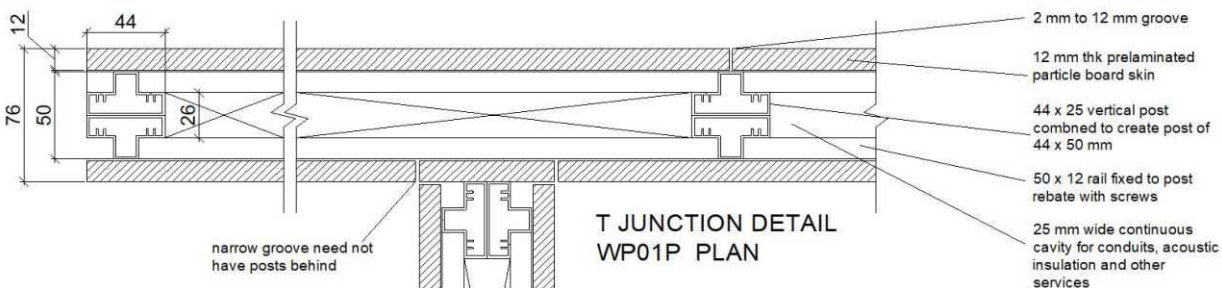 12
44
76
50
26
2 mm to 12 mm groove
12 mm thk prelaminated
particle board skin
44 x 25 vertical post
combned to create post of
44 x 50 mm
50 x 12 rail fixed to post
rebate with screws
25 mm wide continuous
cavity for conduits, acoustic
insulation and other
services
narrow groove need not
have posts behind
T JUNCTION DETAIL
WP01P PLAN